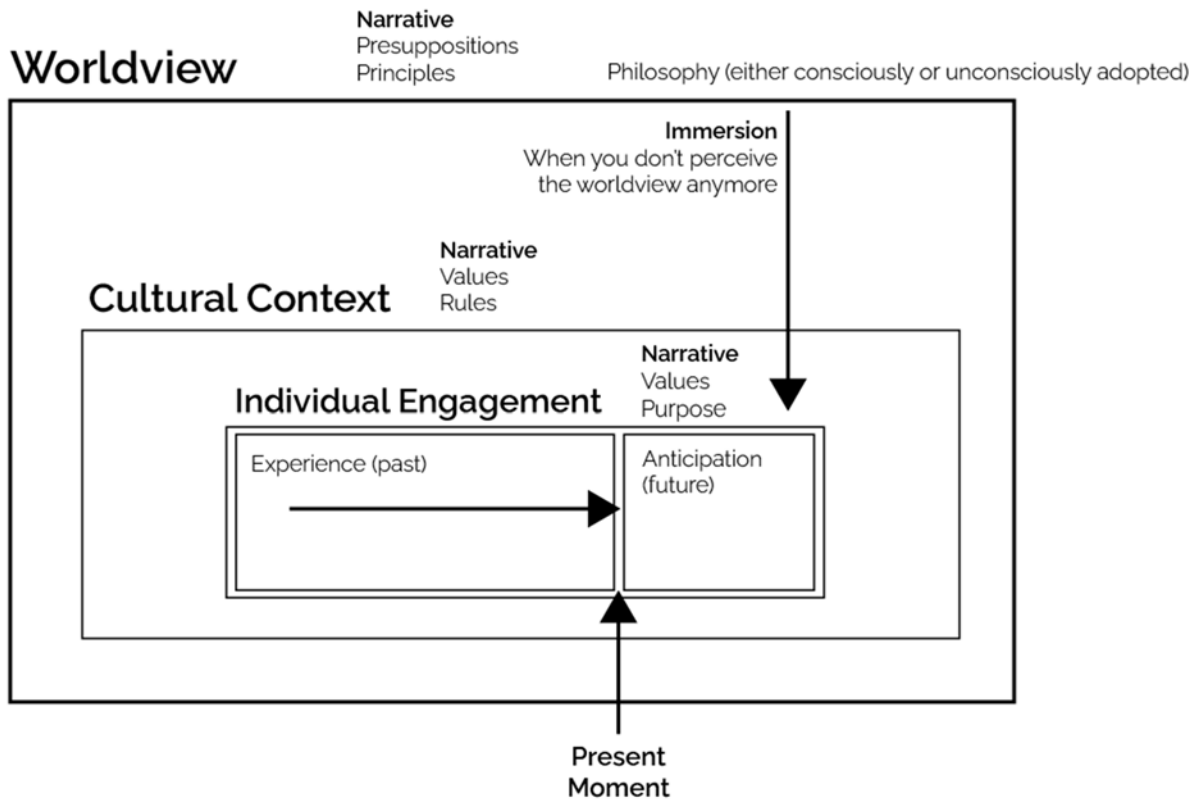 Narrative
Presuppositions
Principles
Worldview
Philosophy (either consciously or unconsciously adopted)
Immersion
When you don't perceive
the worldview anymore
Narrative
Values
Rules
Cultural Context
Narrative
Values
Purpose
Individual Engagement
Experience (past)
Anticipation
(future)
Present
Moment